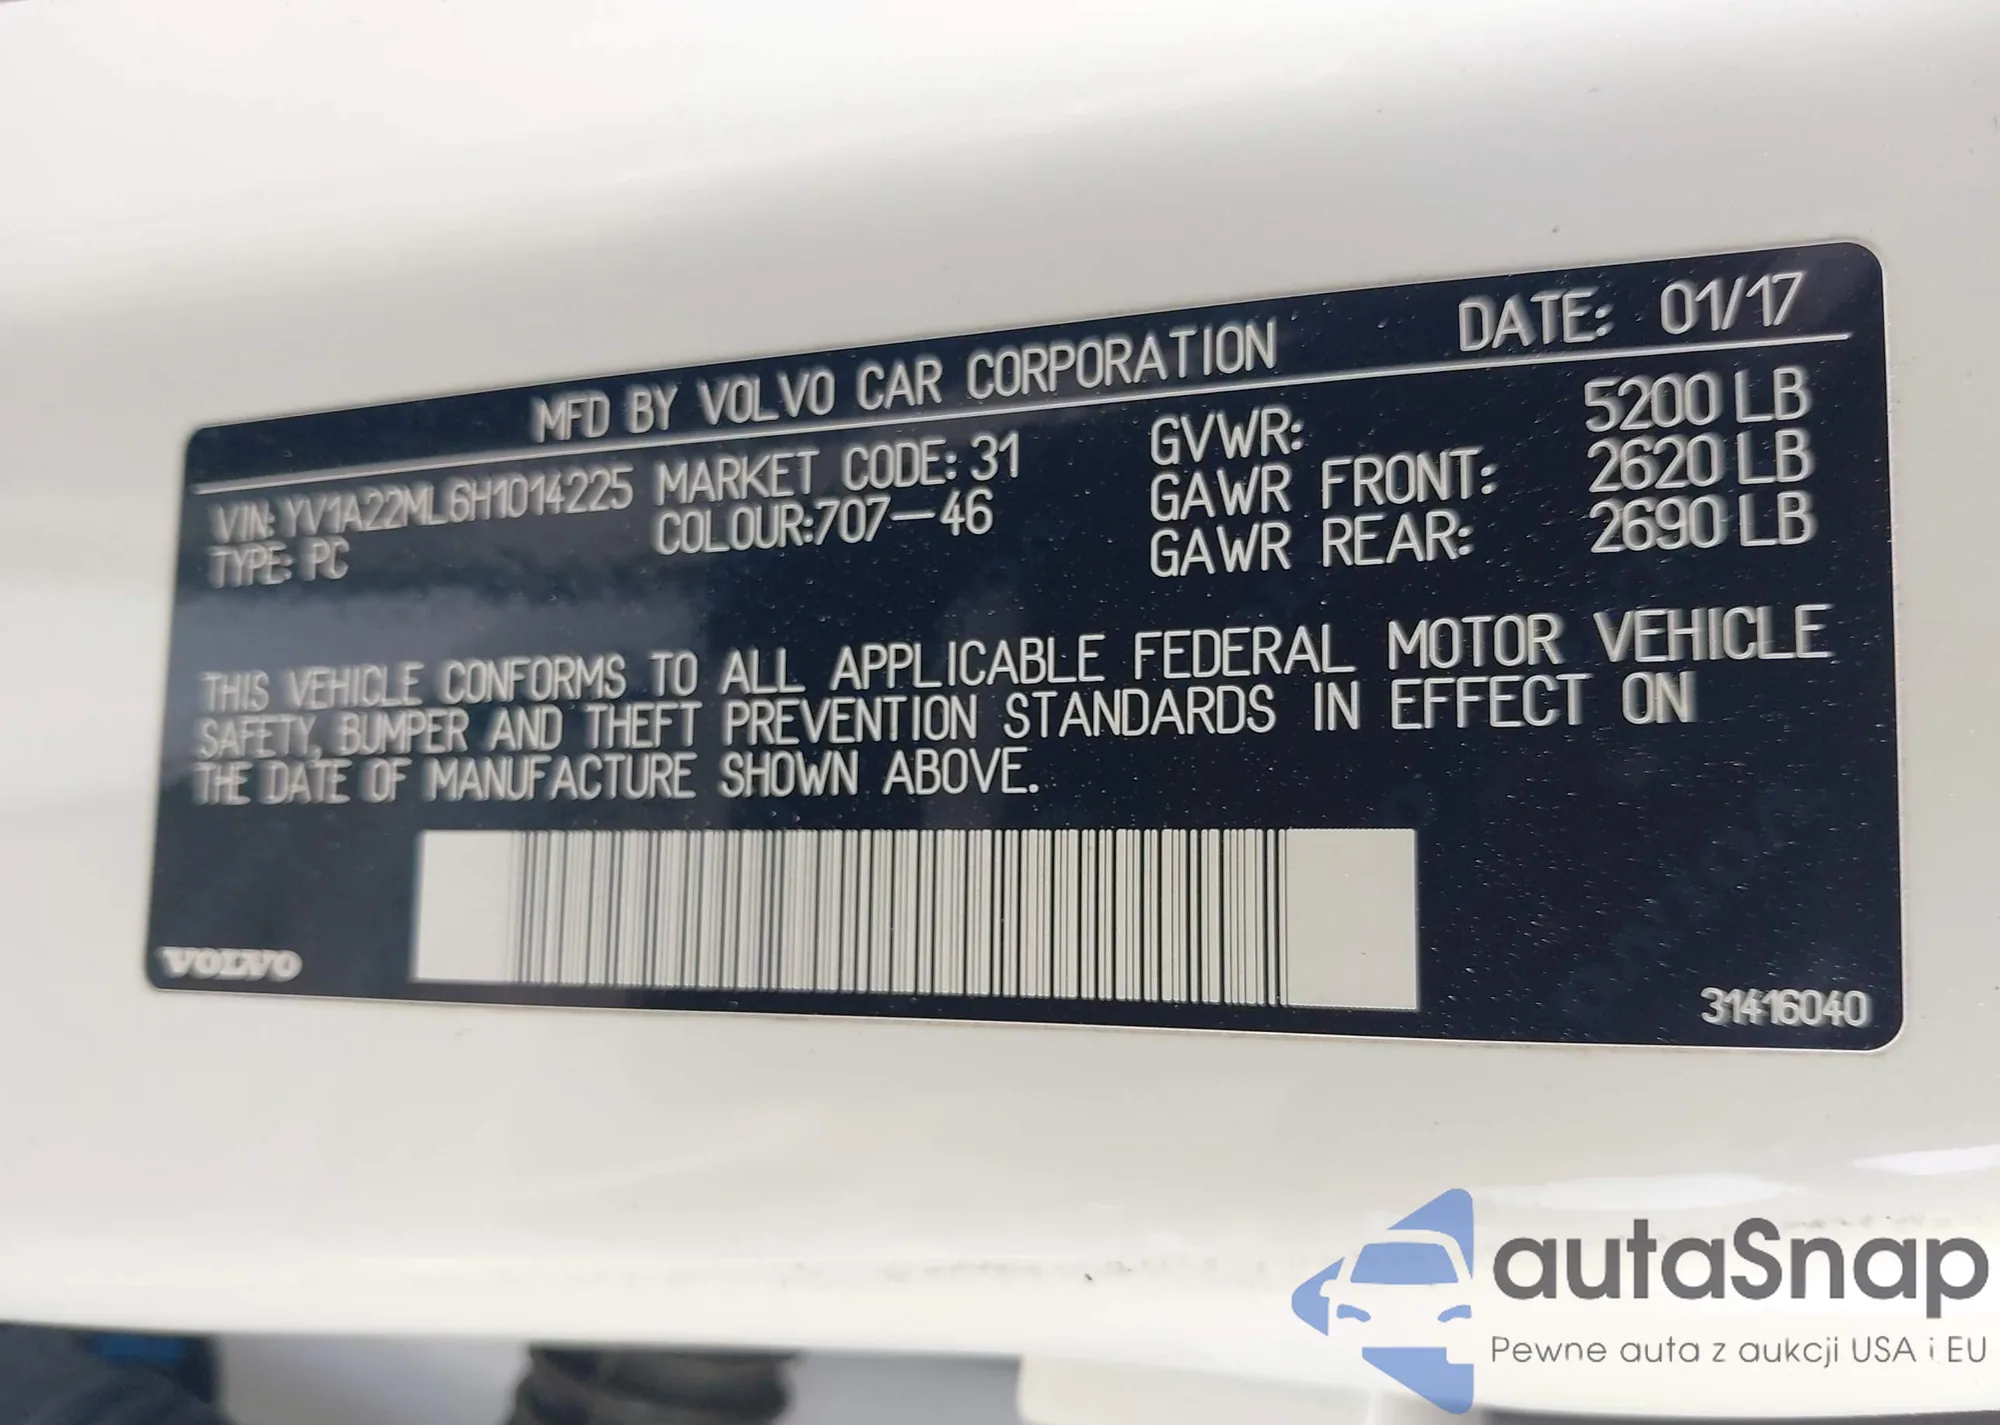 MFD BY VOLVO CAR CORPORATION DATE: 01/17
VIN: YV1A22ML6H1014225 MARKET CODE: 31 GVWR: 5200 LB
TYPE: PC COLOUR:707-46 GAWR FRONT: 2620 LB
GAWR REAR: 2690 LB
THIS VEHICLE CONFORMS TO ALL APPLICABLE FEDERAL MOTOR VEHICLE
SAFETY, BUMPER AND THEFT PREVENTION STANDARDS IN EFFECT ON
THE DATE OF MANUFACTURE SHOWN ABOVE.
VOLVO
31416040
autaSnap
Pewne auta z aukcji USA i EU